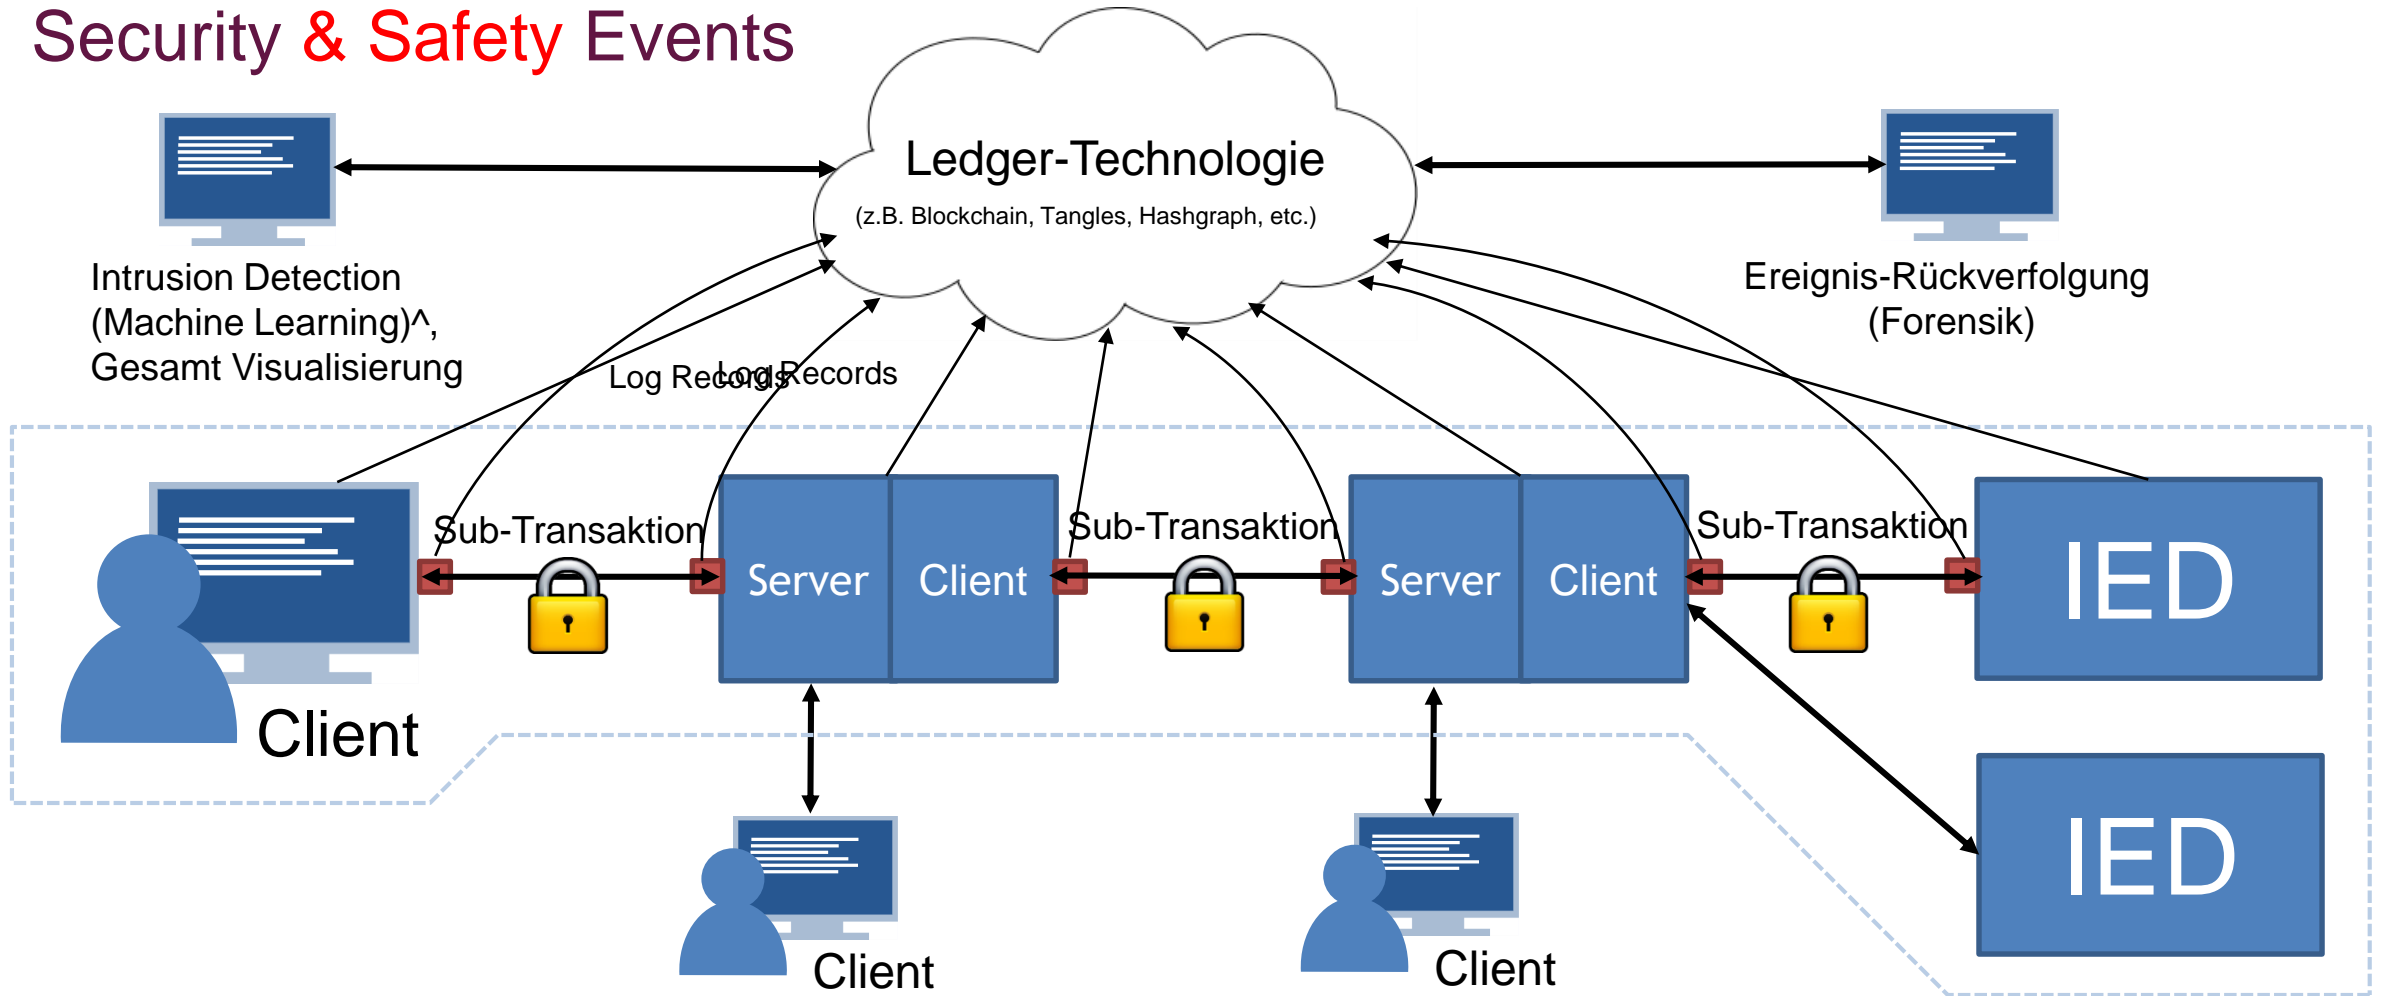 Security & Safety Events
Ledger-Technologie
(z.B. Blockchain, Tangles, Hashgraph, etc.)
Intrusion Detection
(Machine Learning)^,
Gesamt Visualisierung
Ereignis-Rückverfolgung
(Forensik)
Log Records
Log Records
Sub-Transaktion
Sub-Transaktion
Sub-Transaktion
Server
Client
Server
Client
IED
Client
IED
Client
Client